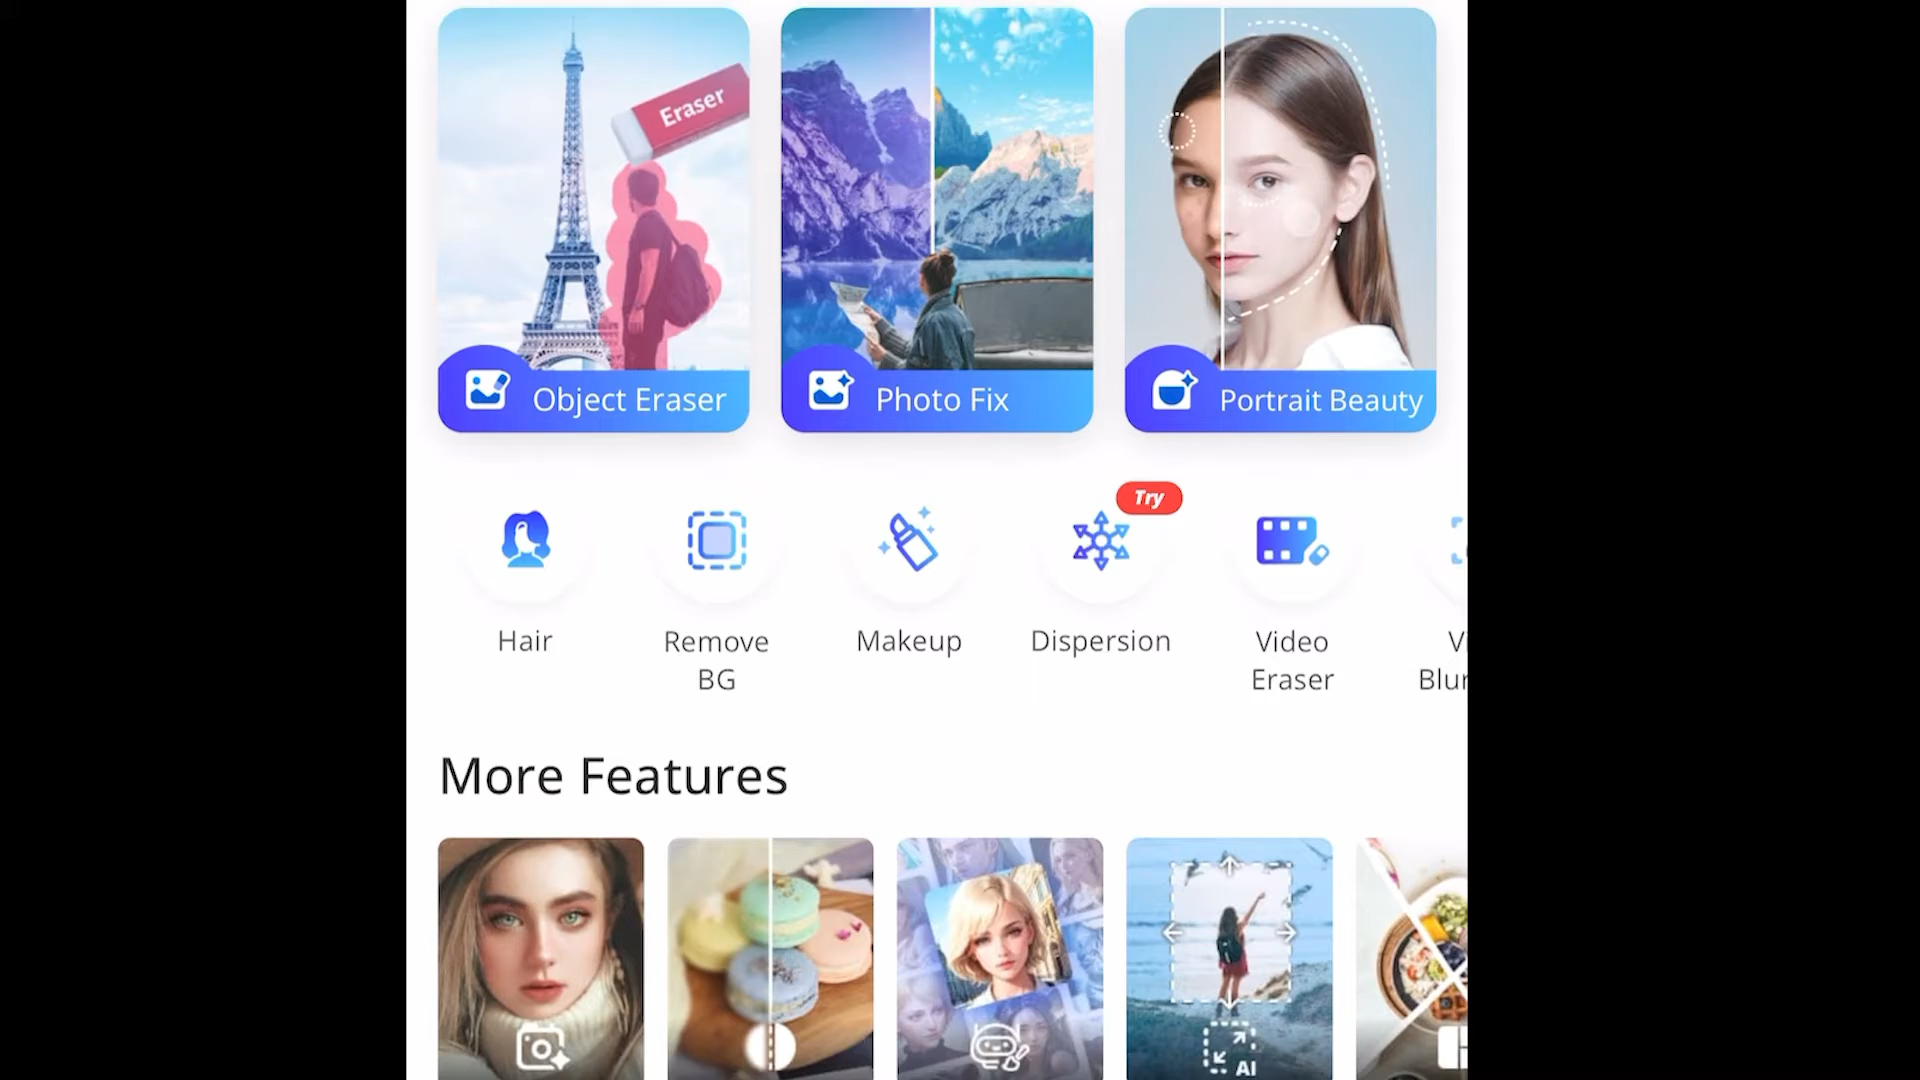 Eraser
Object Eraser
Photo Fix
Portrait Beauty
Try
Hair
Remove
BG
Makeup
Dispersion
Video
Eraser
More Features
AI